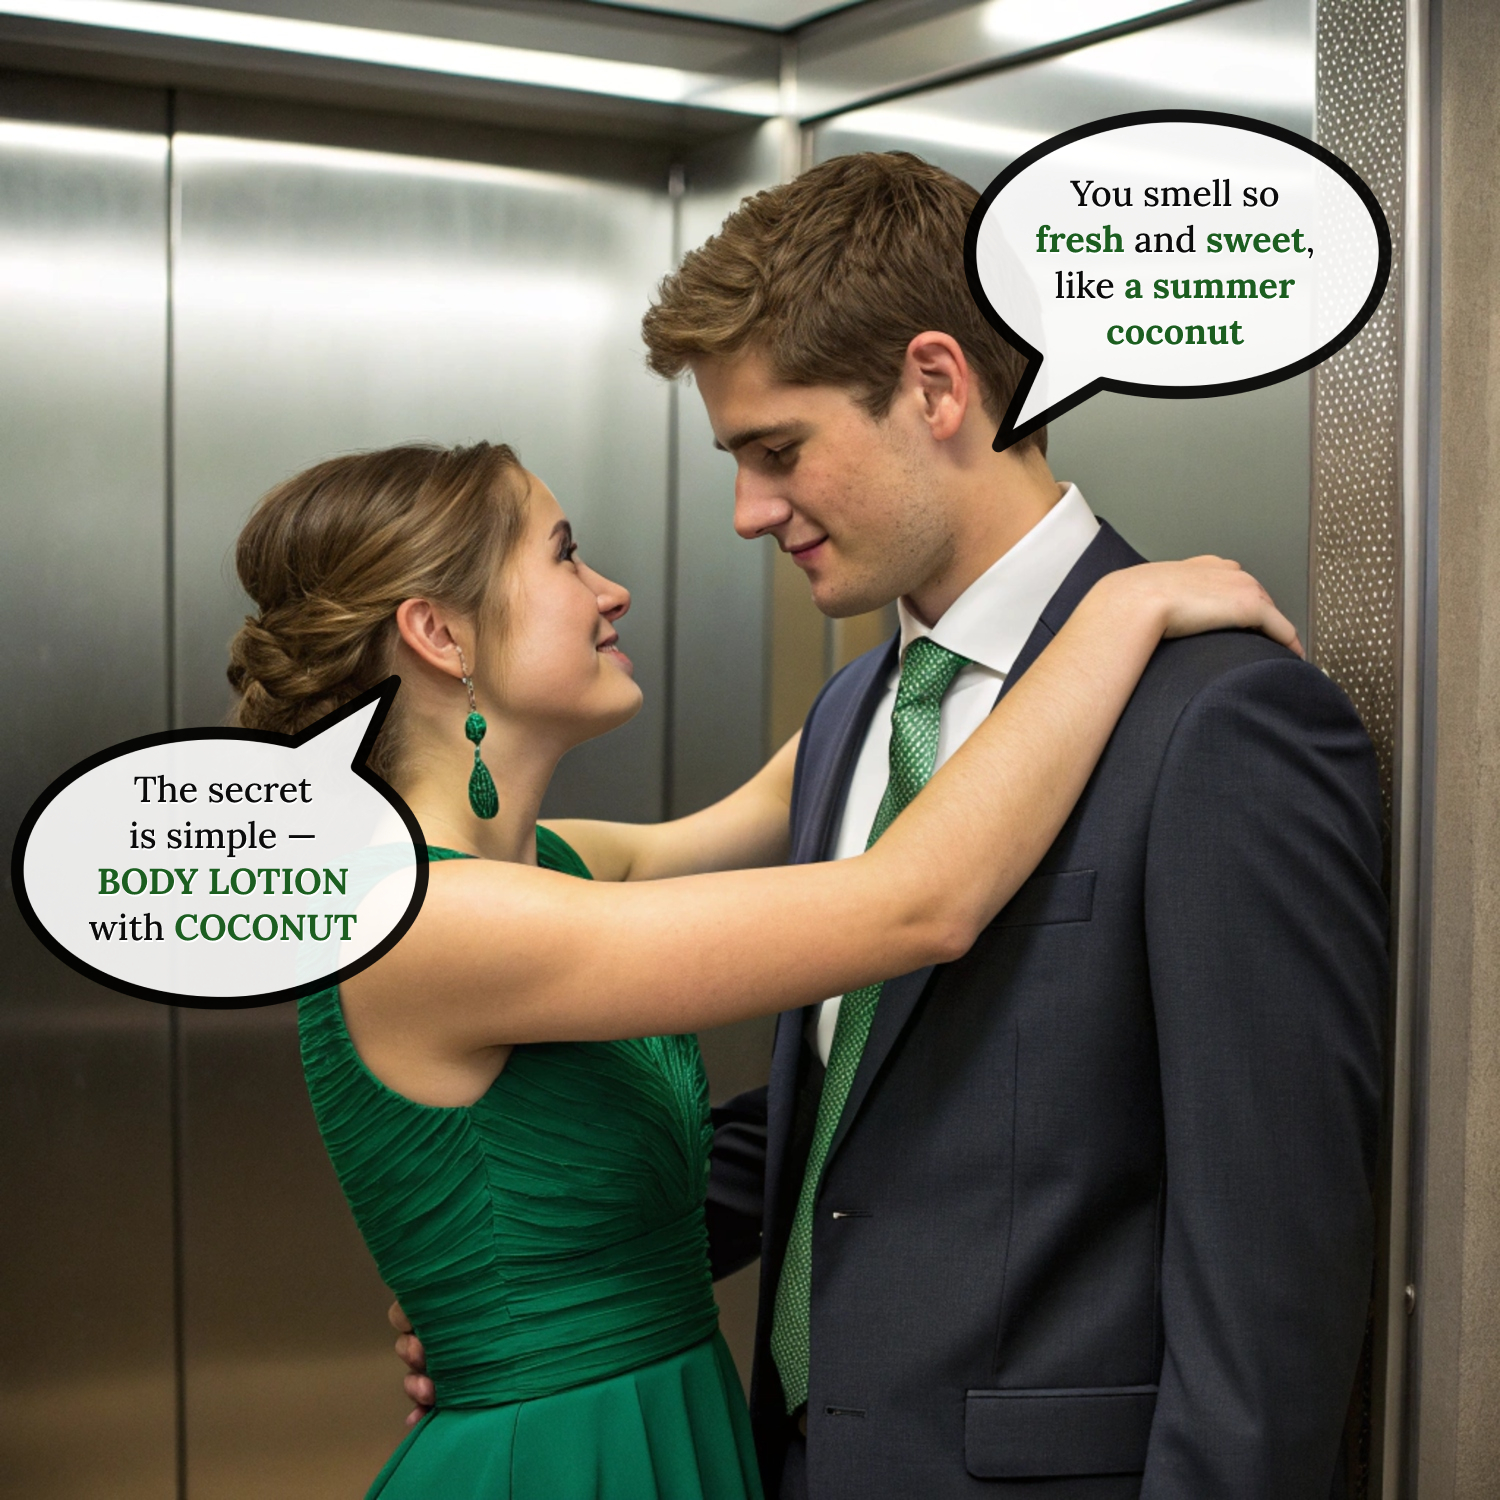 You smell so
fresh and sweet,
like a summer
coconut
The secret
is simple —
BODY LOTION
with COCONUT